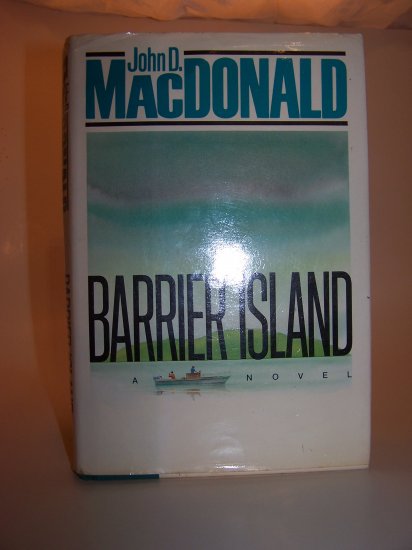 John D.
MACDONALD
BARRIER ISLAND
A NOVEL